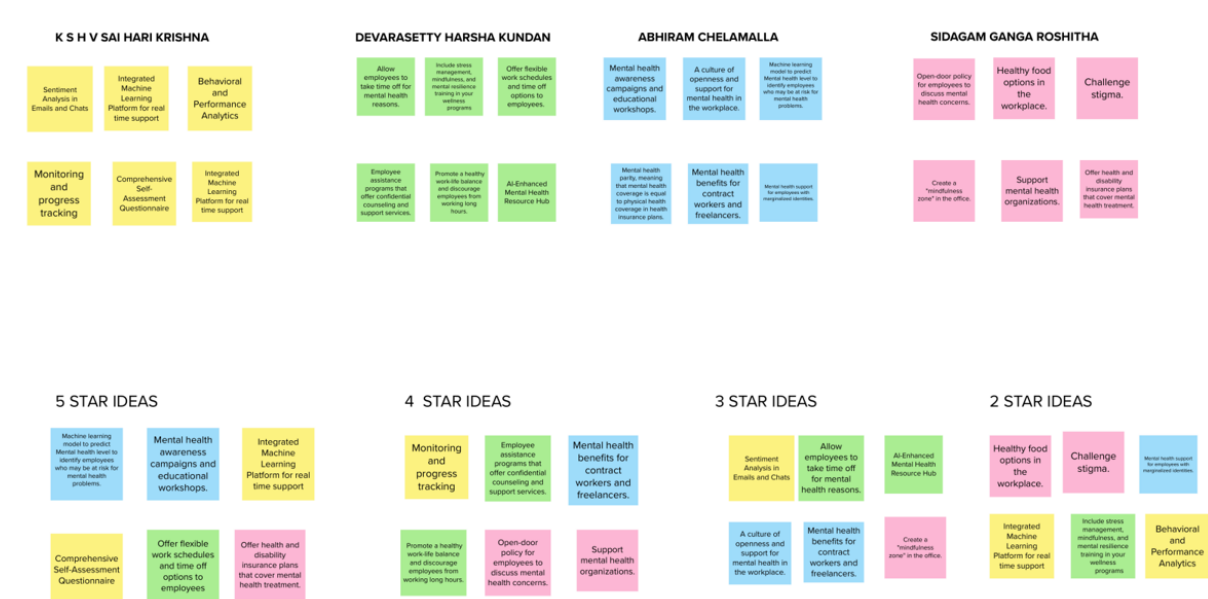 K S H V SAI HARI KRISHNA
Sentiment
Analysis in
Emails and Chats
Integrated
Machine
Learning
Platform for real
time support
Behavioral
and
Performance
Analytics
Monitoring
and
progress
tracking
Comprehensive
Self-
Assessment
Questionnaire
Integrated
Machine
Learning
Platform for real
time support
DEVARASETTY HARSHA KUNDAN
Allow
employees to
take time off for
mental health
reasons.
Include stress
management,
mindfulness, and
mental resilience
training in your
wellness
programs
Offer flexible
work schedules
and time off
options to
employees.
Employee
assistance
programs that
offer confidential
counseling and
support services.
Promote a healthy
work-life balance
and discourage
employees from
working long
hours.
AI-Enhanced
Mental Health
Resource Hub
ABHIRAM CHELAMALLA
Mental health
awareness
campaigns and
educational
workshops.
A culture of
openness and
support for
mental health in
the workplace.
Machine learning
model to predict
Mental health level to
identify employees
who may be at risk for
mental health
problems.
Mental health
parity, meaning
that mental health
coverage is equal
to physical health
coverage in health
insurance plans.
Mental health
benefits for
contract
workers and
freelancers.
Mental health support
for employees with
marginalized identities.
SIDAGAM GANGA ROSHITHA
Open-door policy
for employees to
discuss mental
health concerns.
Healthy food
options in
the
workplace.
Challenge
stigma.
Create a
"mindfulness
zone" in the office.
Support
mental health
organizations.
Offer health and
disability
insurance plans
that cover mental
health treatment.
5 STAR IDEAS
Machine learning
model to predict
Mental health level to
identify employees
who may be at risk for
mental health
problems.
Mental health
awareness
campaigns and
educational
workshops.
Integrated
Machine
Learning
Platform for real
time support
Comprehensive
Self-Assessment
Questionnaire
Offer flexible
work schedules
and time off
options to
employees
Offer health and
disability
insurance plans
that cover mental
health treatment.
4 STAR IDEAS
Monitoring
and
progress
tracking
Employee
assistance
programs that
offer confidential
counseling and
support services.
Mental health
benefits for
contract
workers and
freelancers.
Promote a healthy
work-life balance
and discourage
employees from
working long hours.
Open-door
policy for
employees to
discuss mental
health concerns.
Support
mental health
organizations.
3 STAR IDEAS
Sentiment
Analysis in
Emails and Chats
Allow
employees to
take time off
for mental
health reasons.
AI-Enhanced
Mental Health
Resource Hub
A culture of
openness and
support for
mental health in
the workplace.
Mental health
benefits for
contract
workers and
freelancers.
Create a
"mindfulness
zone" in the office.
2 STAR IDEAS
Healthy food
options in
the
workplace.
Challenge
stigma.
Mental health support
for employees with
marginalized identities.
Integrated
Machine
Learning
Platform for real
time support
Include stress
management,
mindfulness, and
mental resilience
training in your
wellness
programs
Behavioral
and
Performance
Analytics